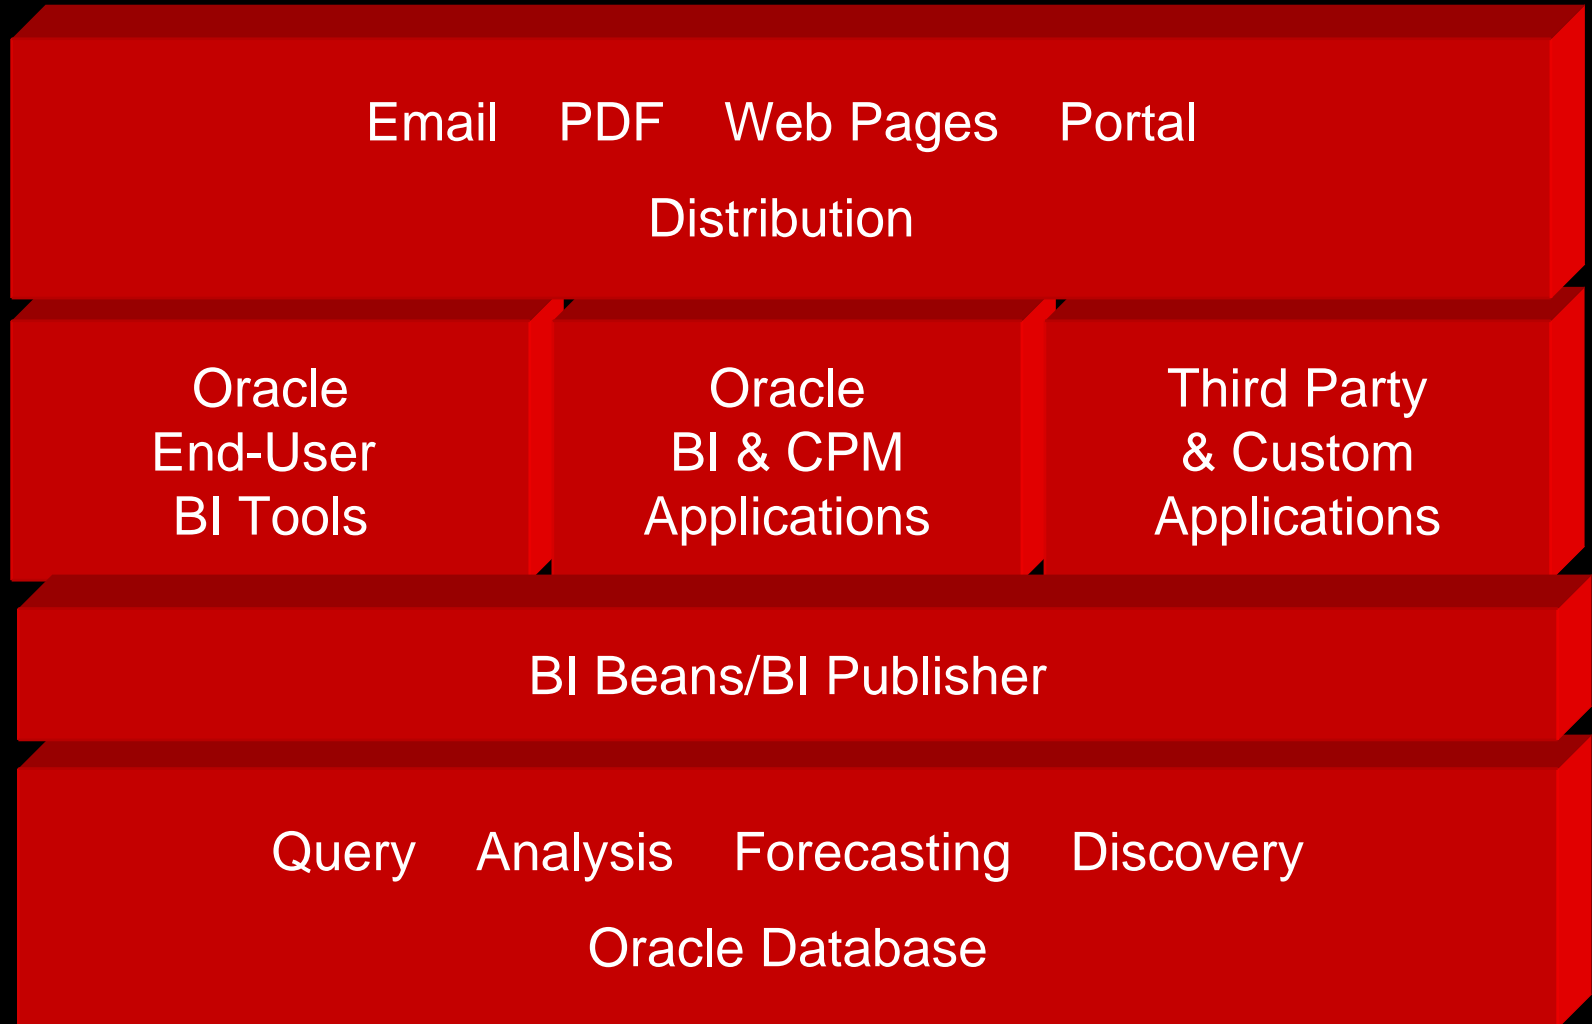 Email PDF Web Pages Portal
Distribution
Oracle
End-User
BI Tools
Oracle
BI & CPM
Applications
Third Party
& Custom
Applications
BI Beans/BI Publisher
Query Analysis Forecasting Discovery
Oracle Database